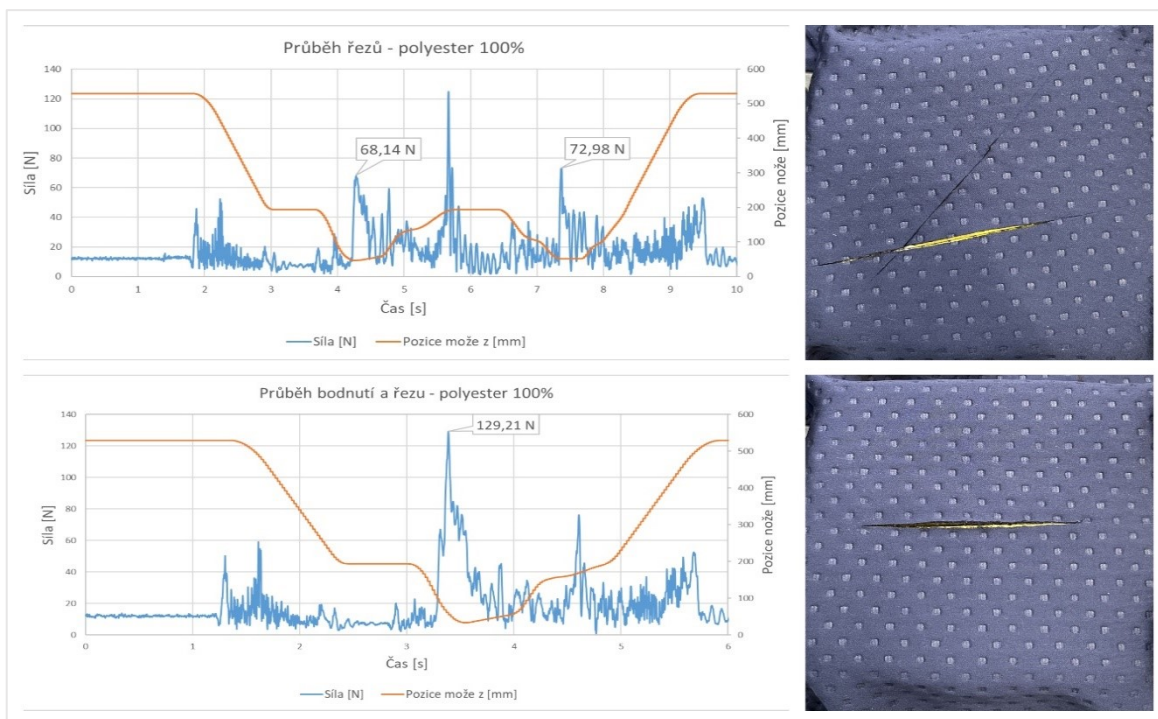 Průběh řezů - polyester 100%
140
120
100
80
60
40
20
0
Síla [N]
68,14 N
72,98 N
600
500
400
300
200
100
0
Pozice nože [mm]
0 1 2 3 4 5 6 7 8 9 10
Čas [s]
Síla [N] Pozice može z [mm]
Průběh bodnutí a řezu - polyester 100%
140
120
100
80
60
40
20
0
Síla [N]
129,21 N
600
500
400
300
200
100
0
Pozice nože [mm]
0 1 2 3 4 5 6
Čas [s]
Síla [N] Pozice može z [mm]